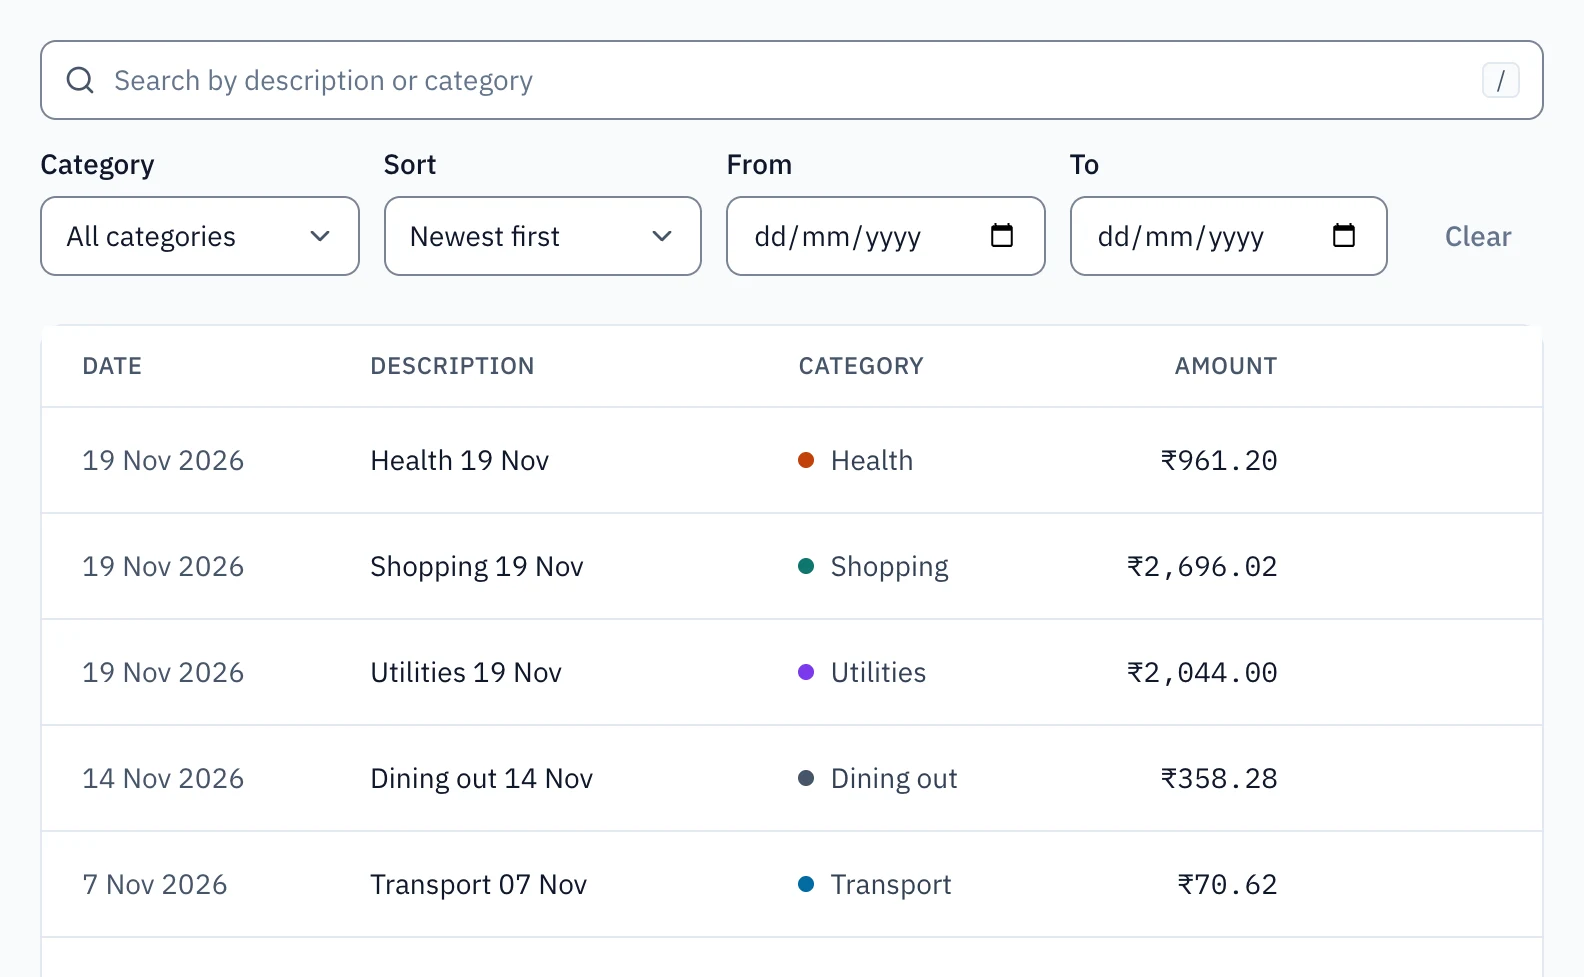 Search by description or category /
Category Sort From To
All categories Newest first dd/mm/yyyy dd/mm/yyyy Clear
DATE DESCRIPTION CATEGORY AMOUNT
19 Nov 2026 Health 19 Nov Health ₹961.20
19 Nov 2026 Shopping 19 Nov Shopping ₹2,696.02
19 Nov 2026 Utilities 19 Nov Utilities ₹2,044.00
14 Nov 2026 Dining out 14 Nov Dining out ₹358.28
7 Nov 2026 Transport 07 Nov Transport ₹70.62